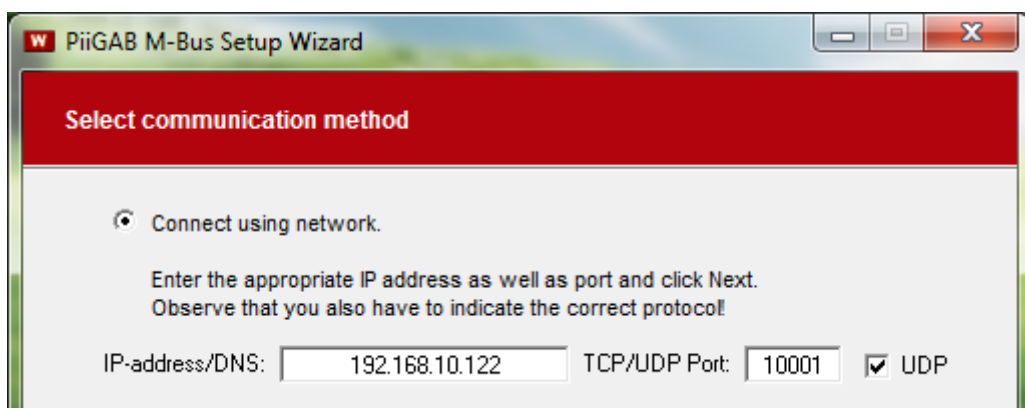 W PiiGAB M-Bus Setup Wizard
Select communication method
Connect using network.
Enter the appropriate IP address as well as port and click Next.
Observe that you also have to indicate the correct protocol!
IP-address/DNS: 192.168.10.122 TCP/UDP Port: 10001 UDP